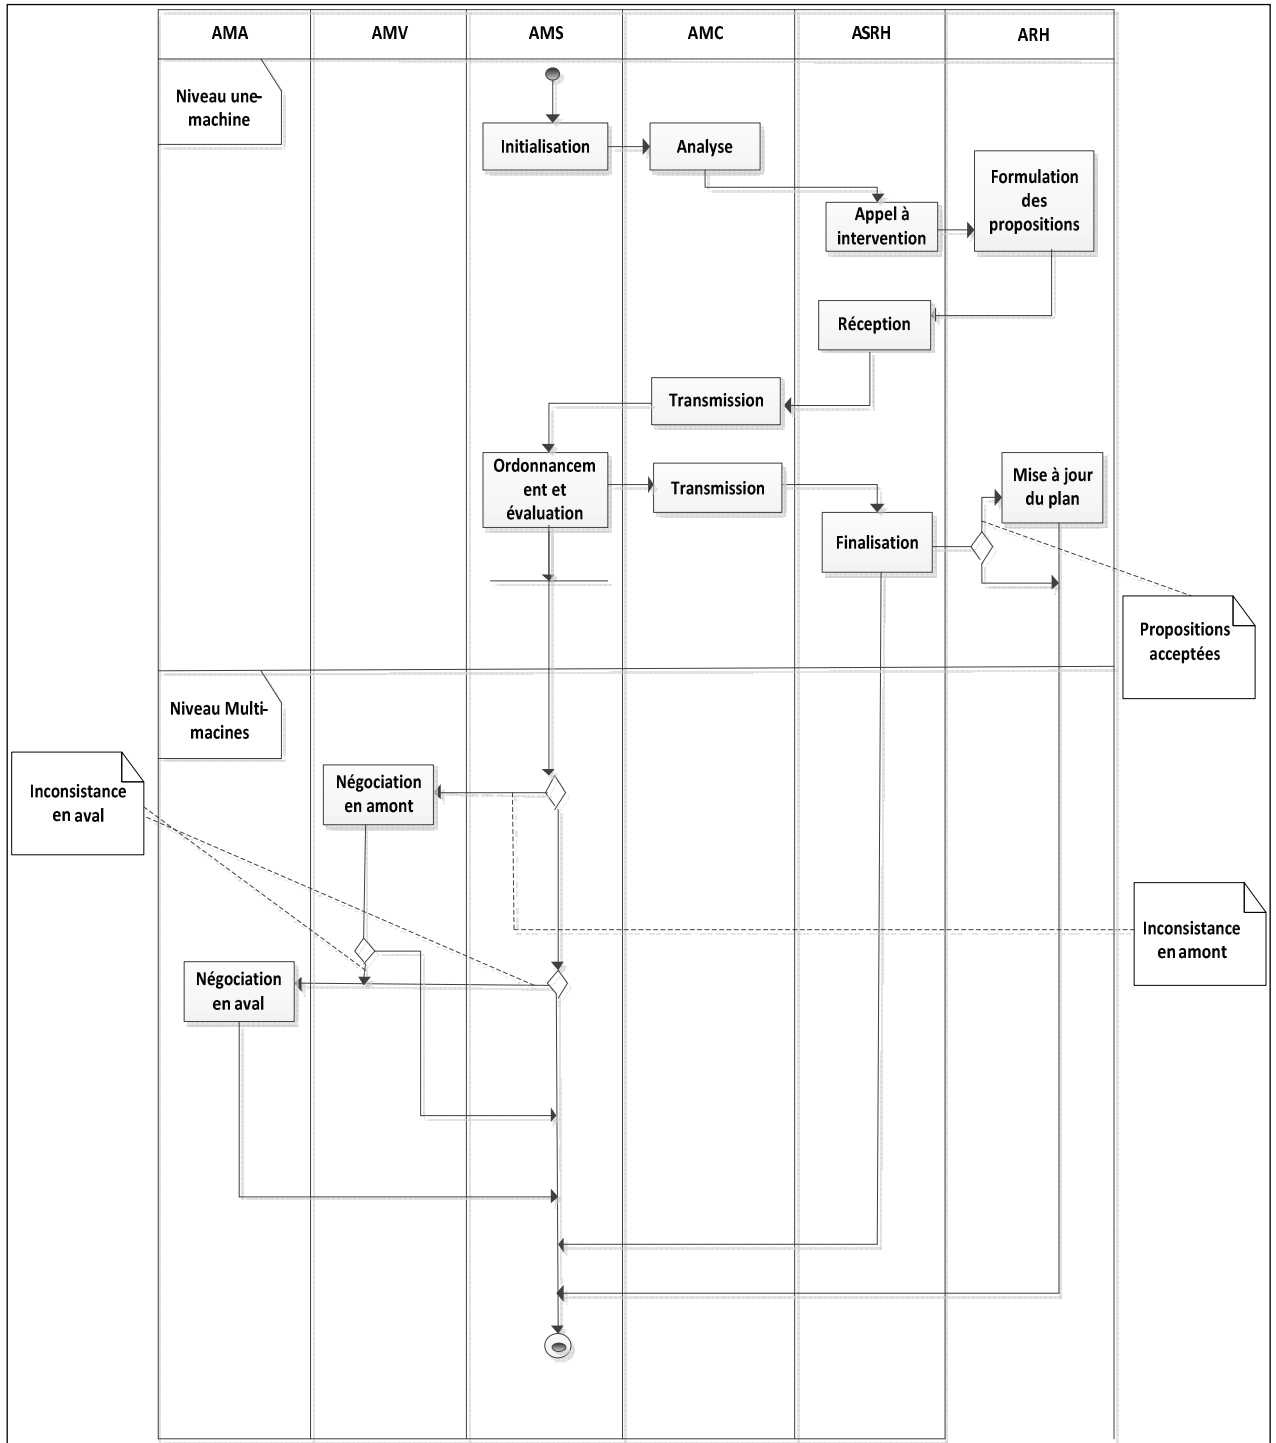 AMA
AMV
AMS
AMC
ASRH
ARH
Niveau une-
machine
Initialisation
Analyse
Formulation
des
propositions
Appel à
intervention
Réception
Transmission
Ordonnancem
ent et
évaluation
Transmission
Mise à jour
du plan
Finalisation
Propositions
acceptées
Niveau Multi-
macines
Inconsistance
en aval
Négociation
en amont
Inconsistance
en amont
Négociation
en aval